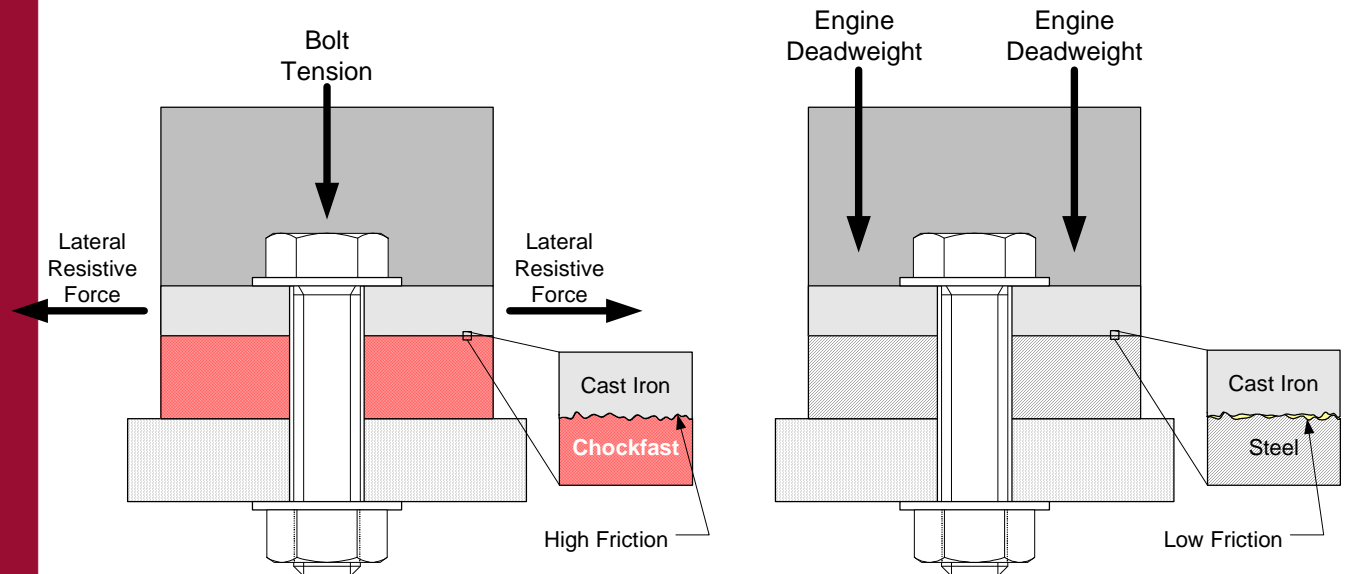 Bolt
Tension
Lateral
Resistive
Force
Lateral
Resistive
Force
Cast Iron
Chockfast
High Friction
Engine
Deadweight
Engine
Deadweight
Cast Iron
Steel
Low Friction